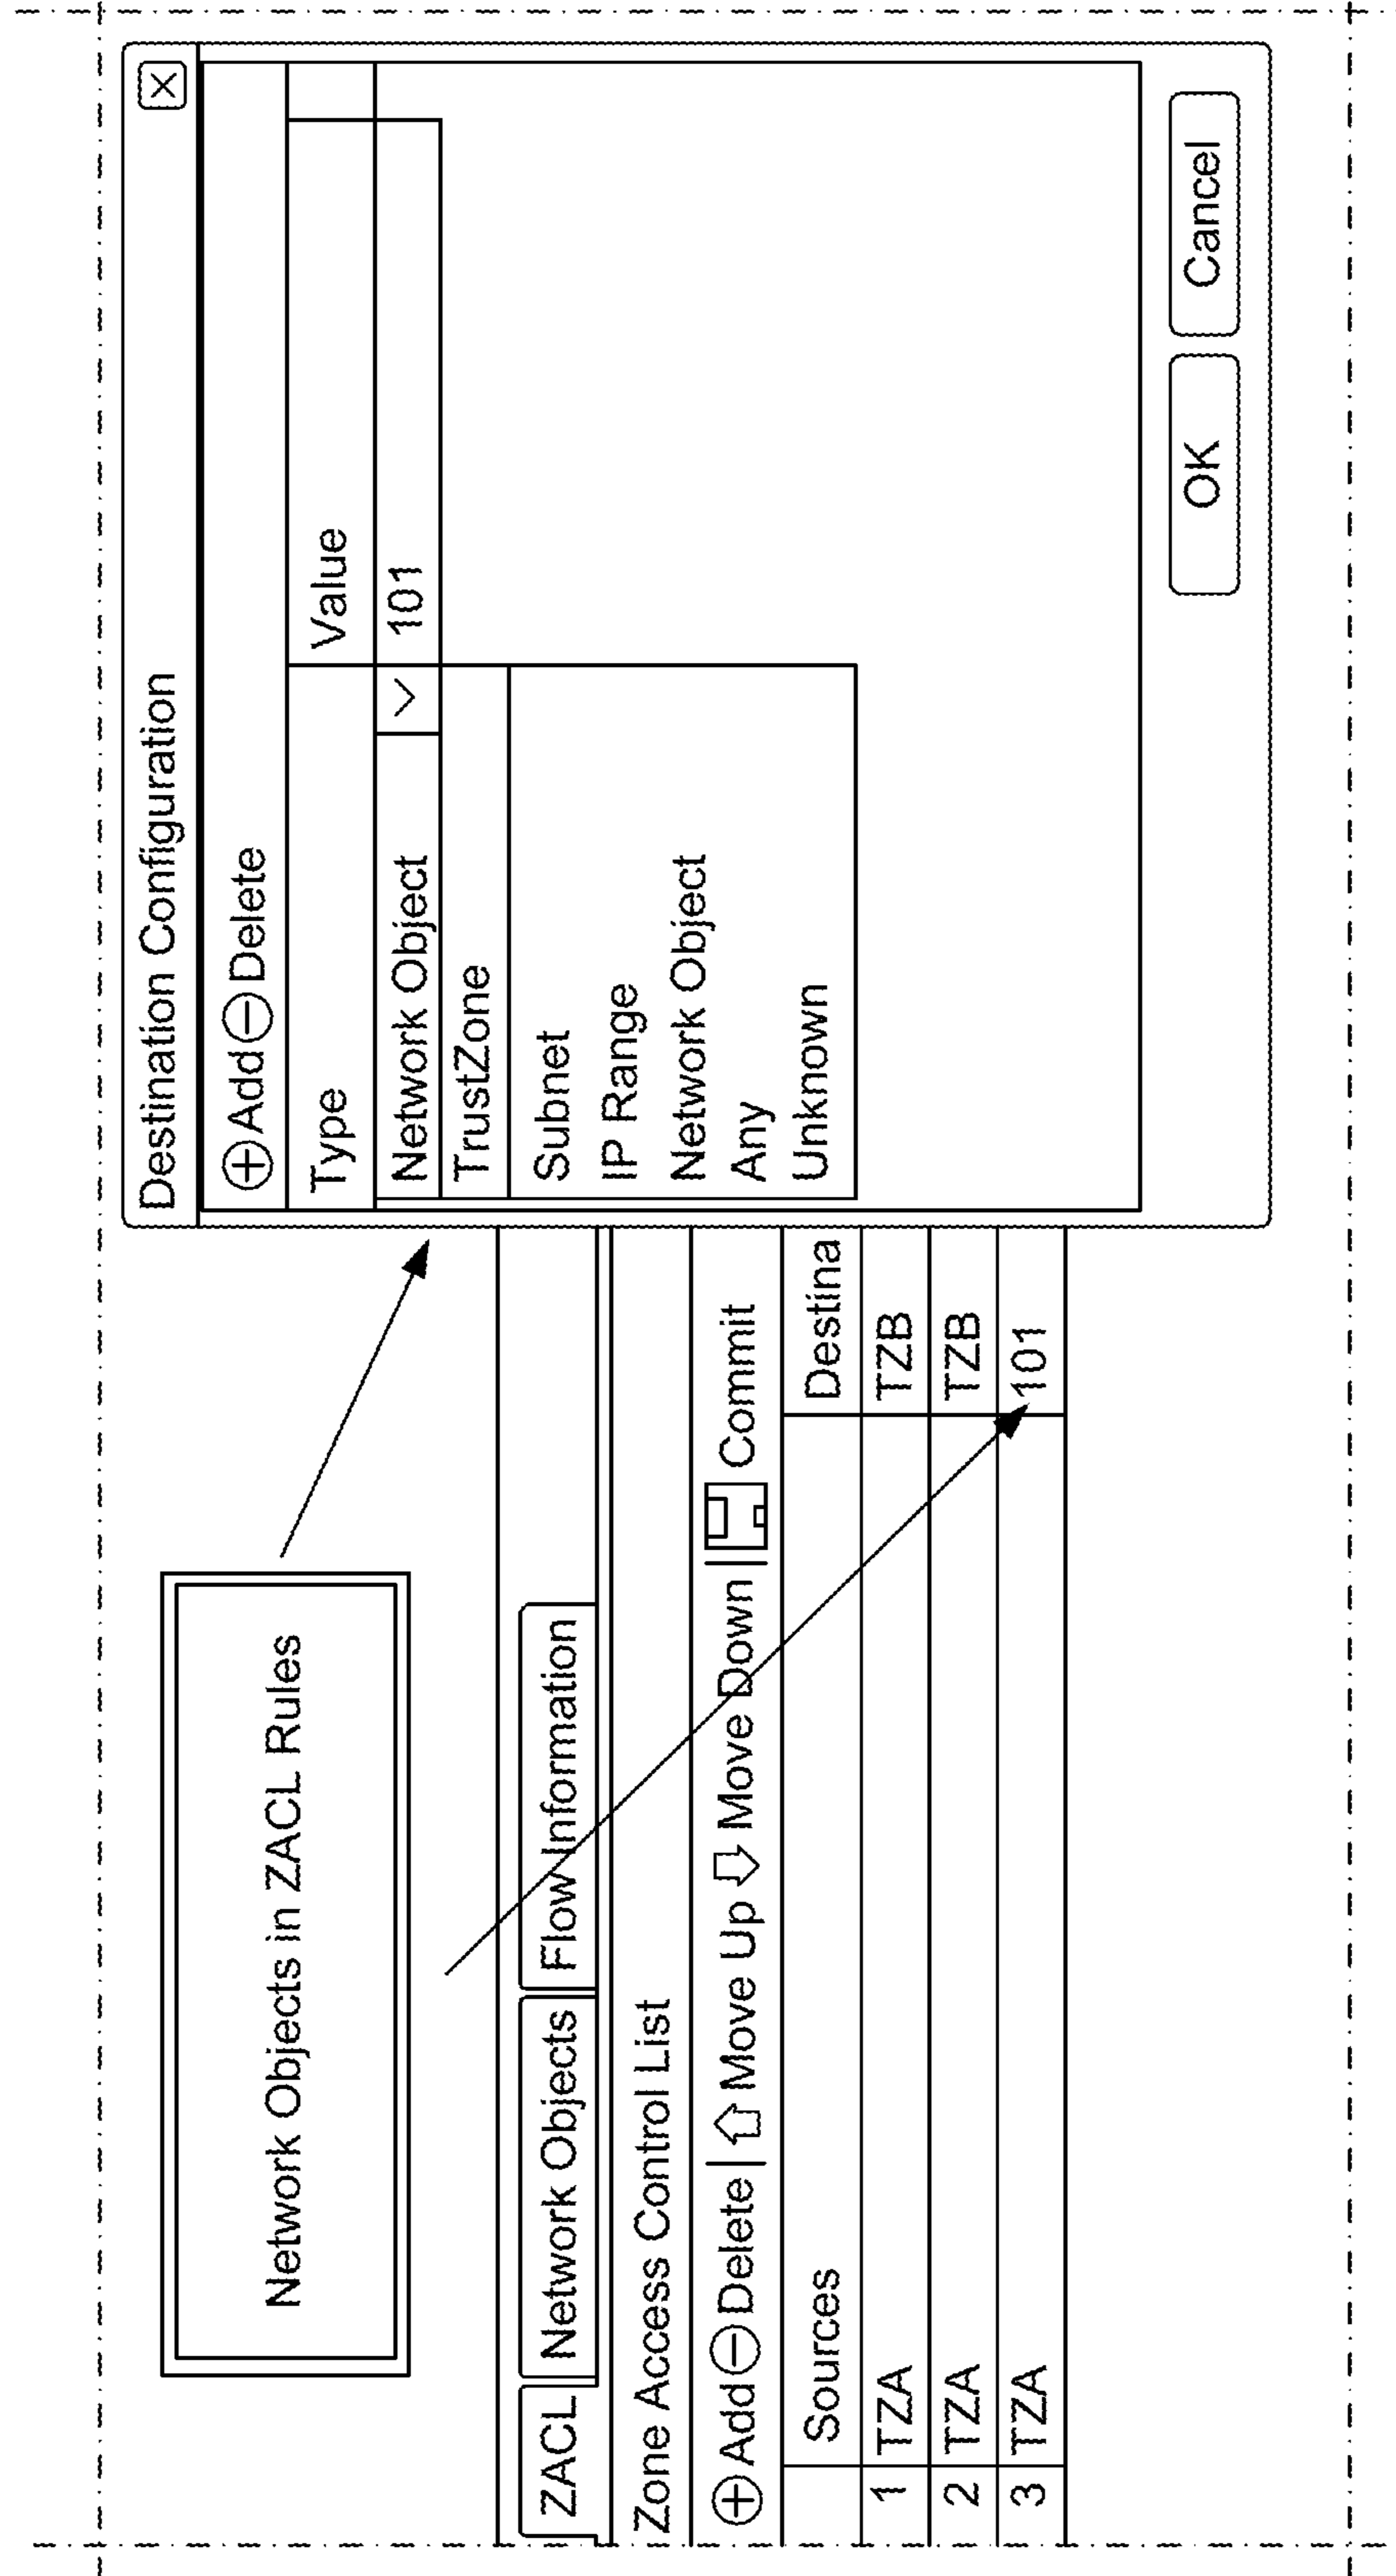 Network Objects in ZACL Rules
ZACL Network Objects Flow Information
Zone Access Control List
Add Delete Move Up Move Down Commit
Sources Destina
1 TZA TZB
2 TZA TZB
3 TZA 101
Destination Configuration
Add Delete
Type Value
Network Object 101
TrustZone
Subnet
IP Range
Network Object
Any
Unknown
OK Cancel